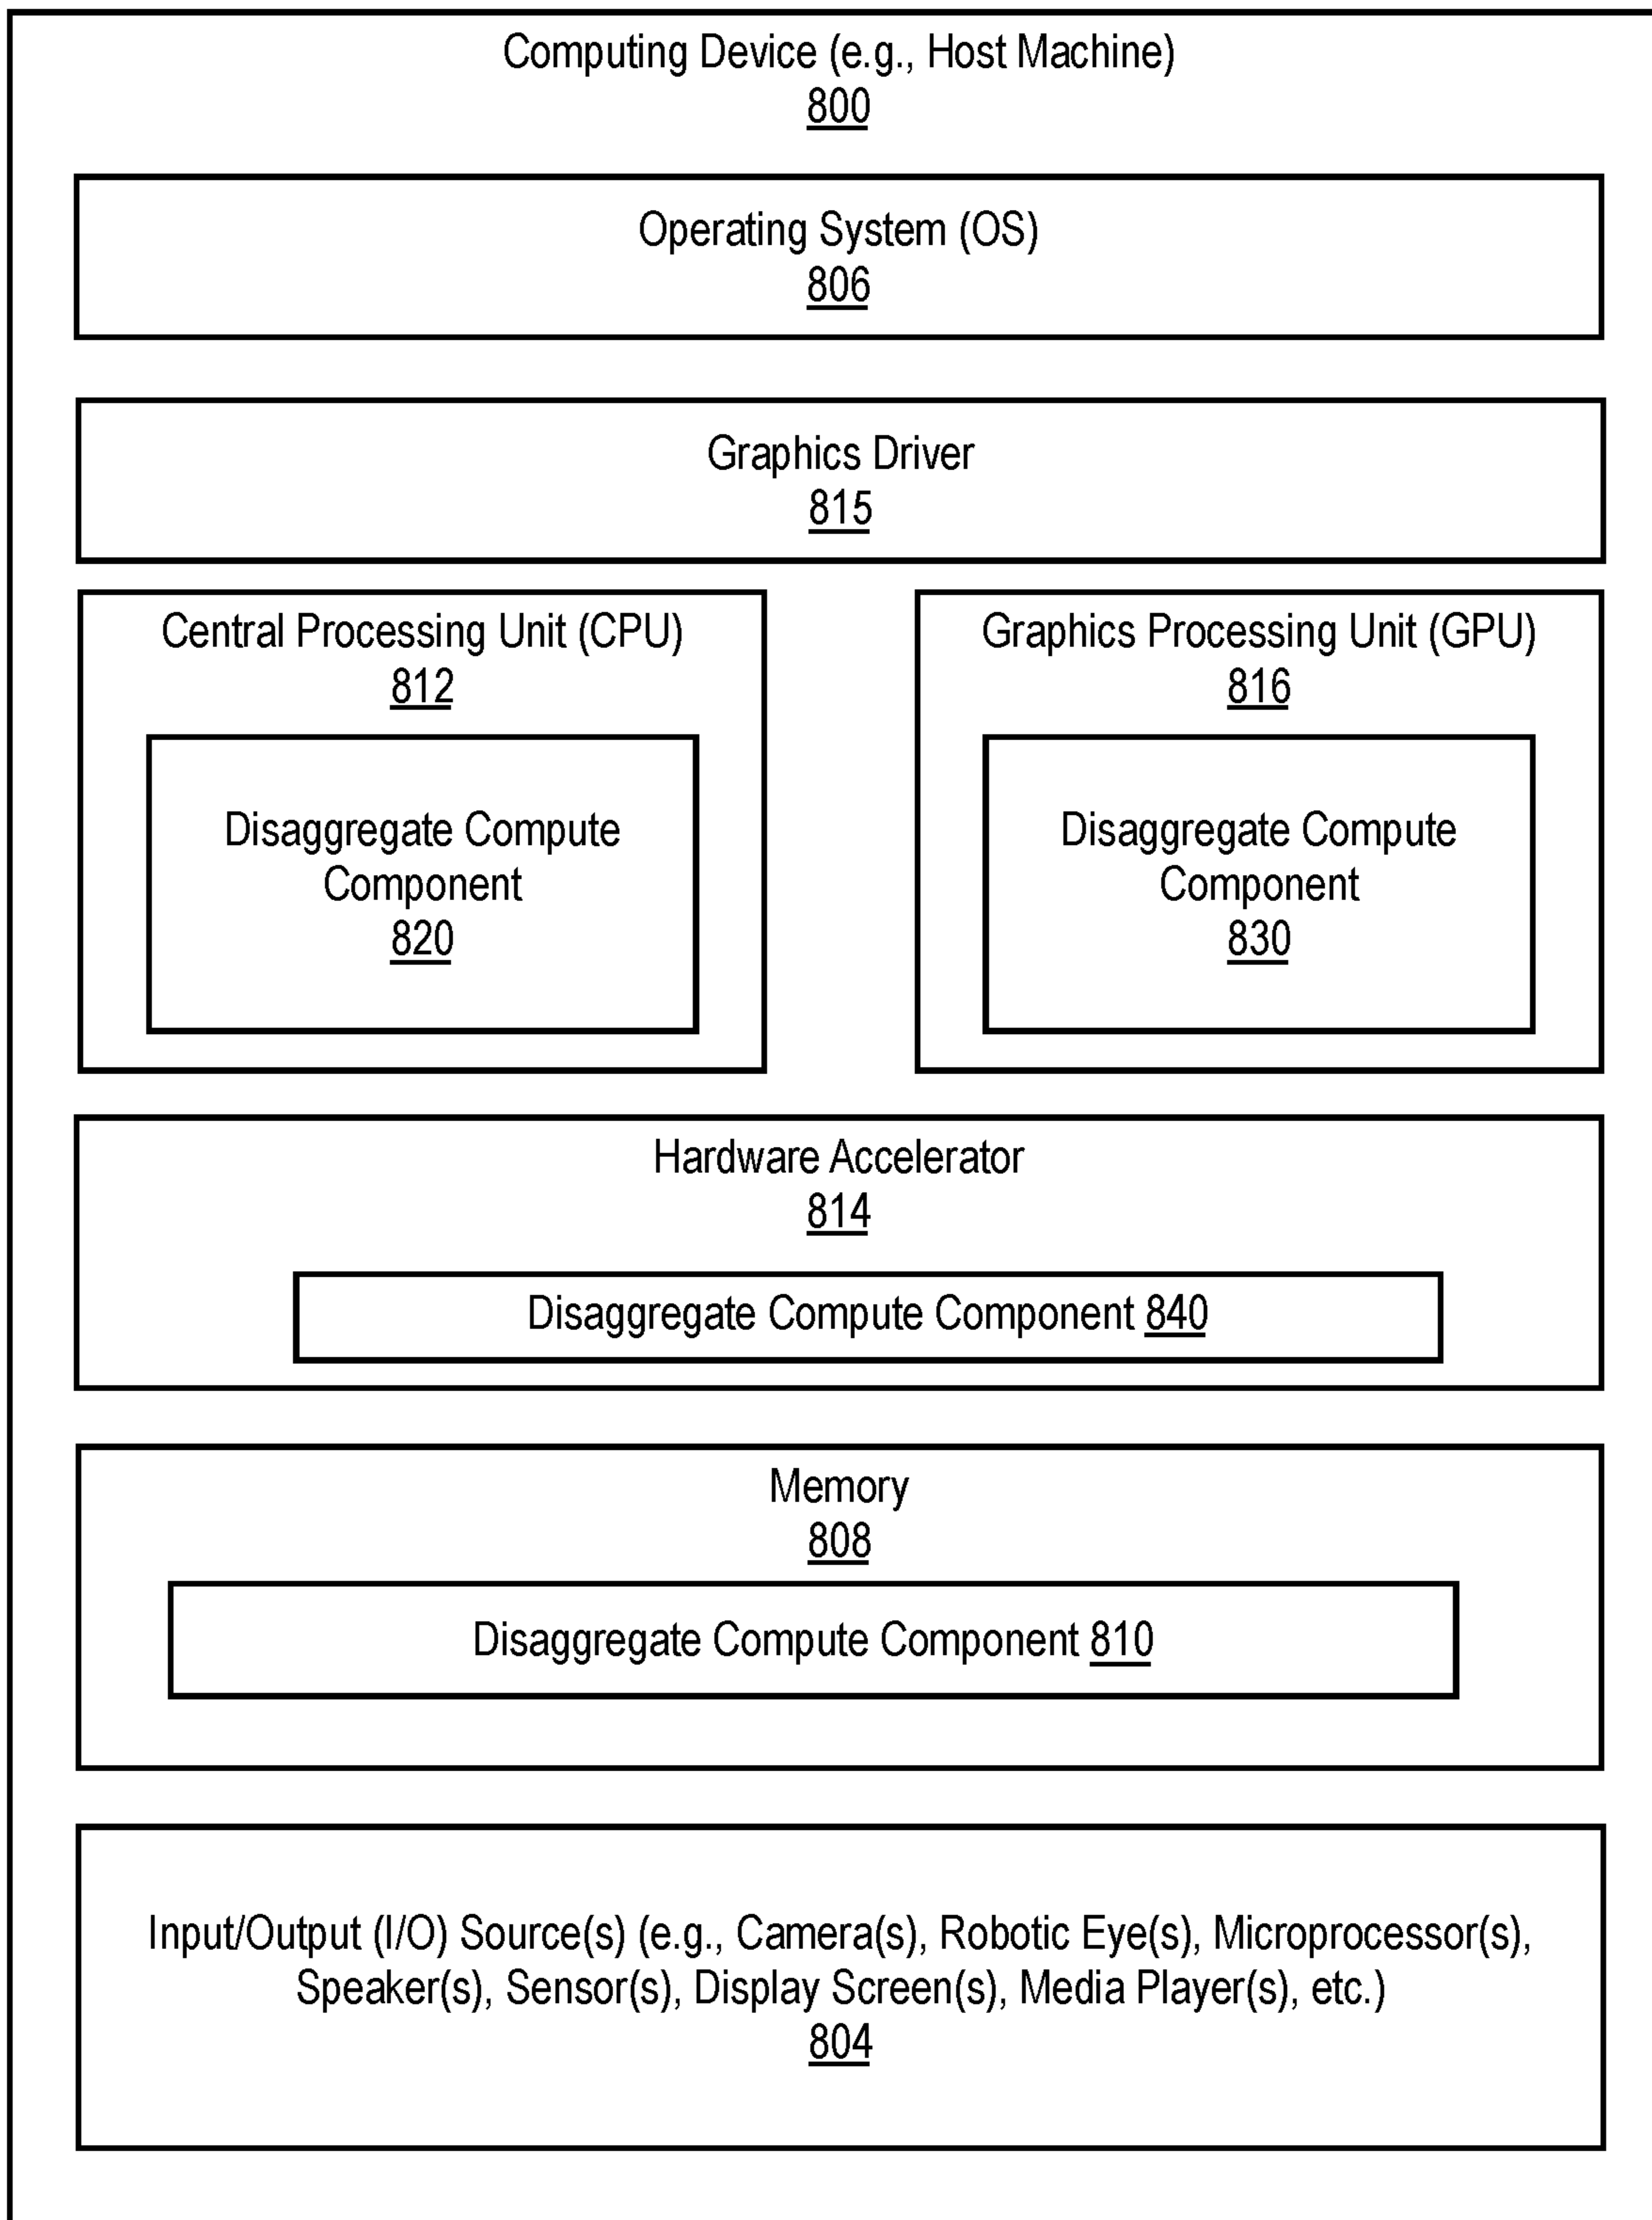 Computing Device (e.g., Host Machine)
800
Operating System (OS)
806
Graphics Driver
815
Central Processing Unit (CPU)
812
Disaggregate Compute
Component
820
Graphics Processing Unit (GPU)
816
Disaggregate Compute
Component
830
Hardware Accelerator
814
Disaggregate Compute Component 840
Memory
808
Disaggregate Compute Component 810
Input/Output (I/O) Source(s) (e.g., Camera(s), Robotic Eye(s), Microprocessor(s),
Speaker(s), Sensor(s), Display Screen(s), Media Player(s), etc.)
804